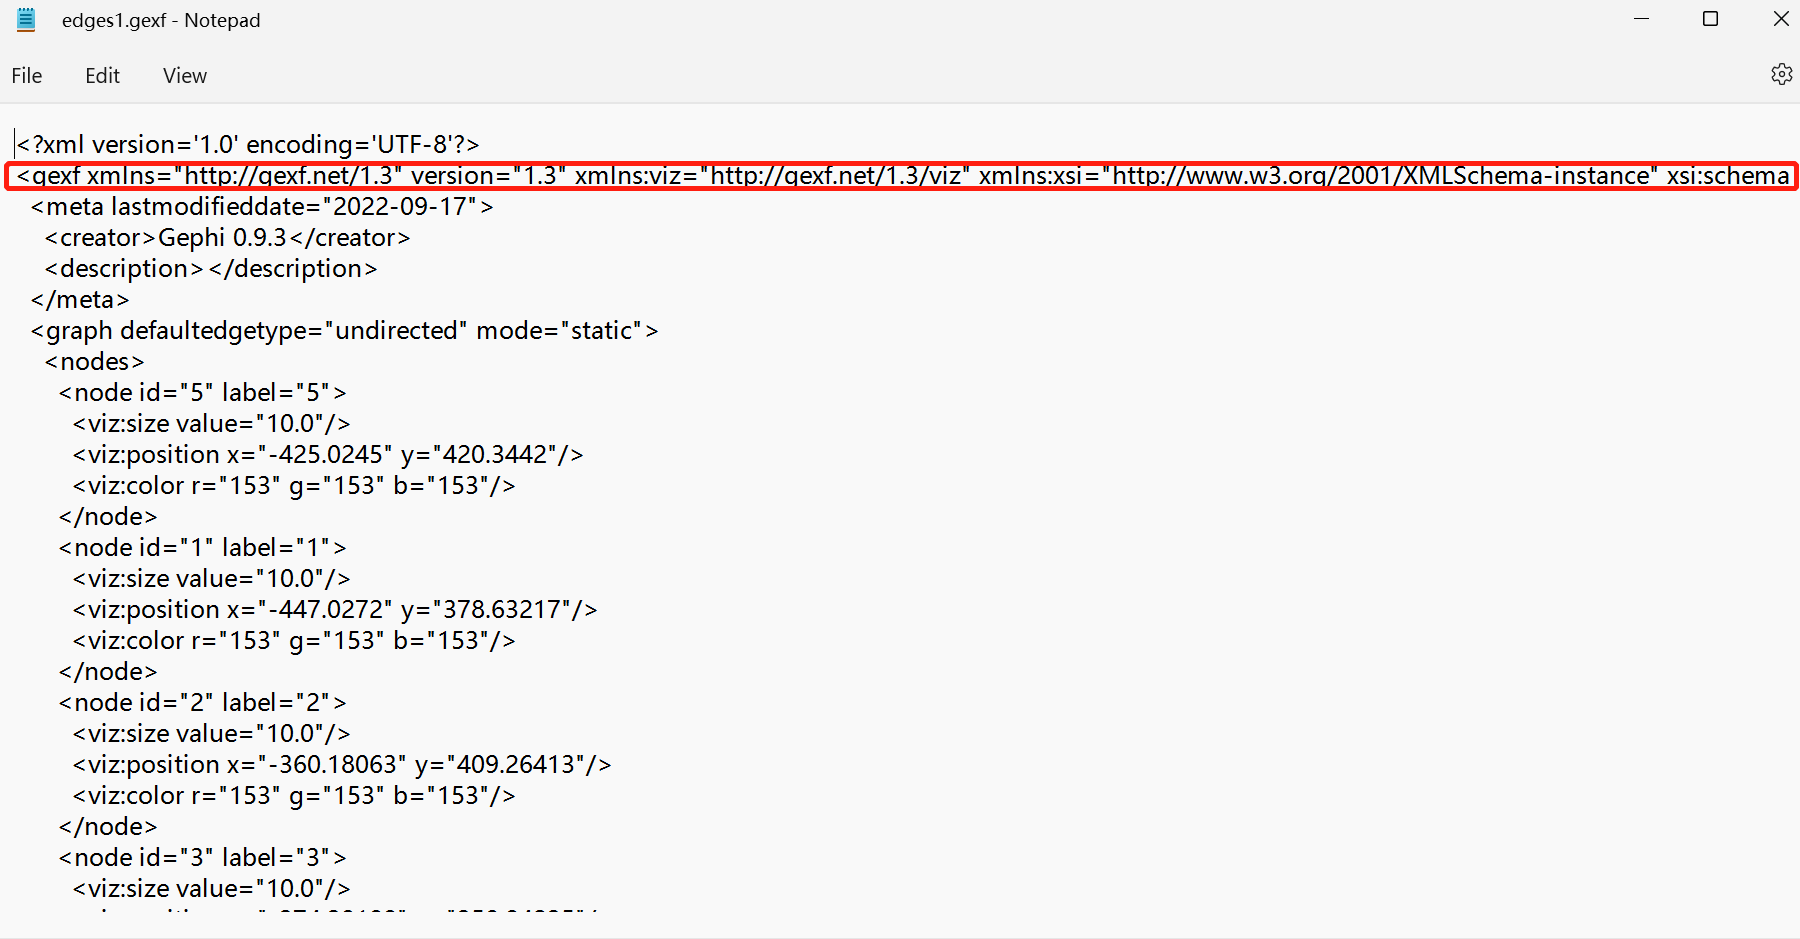 edges1.gexf - Notepad
File Edit View
<?xml version='1.0' encoding='UTF-8'?>
<gexf xmlns="http://gexf.net/1.3" version="1.3" xmlns:viz="http://gexf.net/1.3/viz" xmlns:xsi="http://www.w3.org/2001/XMLSchema-instance" xsi:schema
<meta lastmodifieddate="2022-09-17">
<creator>Gephi 0.9.3</creator>
<description></description>
</meta>
<graph defaultedgetype="undirected" mode="static">
<nodes>
<node id="5" label="5">
<viz:size value="10.0"/>
<viz:position x="-425.0245" y="420.3442"/>
<viz:color r="153" g="153" b="153"/>
</node>
<node id="1" label="1">
<viz:size value="10.0"/>
<viz:position x="-447.0272" y="378.63217"/>
<viz:color r="153" g="153" b="153"/>
</node>
<node id="2" label="2">
<viz:size value="10.0"/>
<viz:position x="-360.18063" y="409.26413"/>
<viz:color r="153" g="153" b="153"/>
</node>
<node id="3" label="3">
<viz:size value="10.0"/>